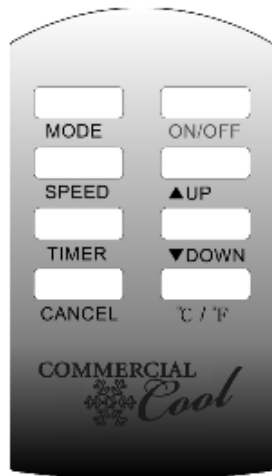 MODE ON/OFF
SPEED ▲UP
TIMER ▼DOWN
CANCEL ℃ / ℉
COMMERCIAL
Cool